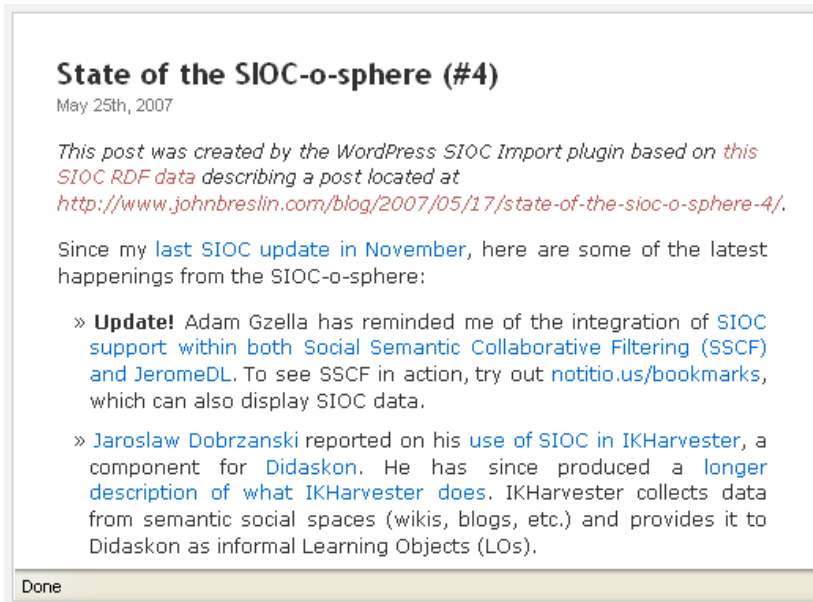 State of the SIOC-o-sphere (#4)
May 25th, 2007
This post was created by the WordPress SIOC Import plugin based on this
SIOC RDF data describing a post located at
http://www.johnbreslin.com/blog/2007/05/17/state-of-the-sioc-o-sphere-4/.
Since my last SIOC update in November, here are some of the latest
happenings from the SIOC-o-sphere:
» Update! Adam Gzella has reminded me of the integration of SIOC
support within both Social Semantic Collaborative Filtering (SSCF)
and JeromeDL. To see SSCF in action, try out notitio.us/bookmarks,
which can also display SIOC data.
» Jaroslaw Dobrzanski reported on his use of SIOC in IKHarvester, a
component for Didaskon. He has since produced a longer
description of what IKHarvester does. IKHarvester collects data
from semantic social spaces (wikis, blogs, etc.) and provides it to
Didaskon as informal Learning Objects (LOs).
Done